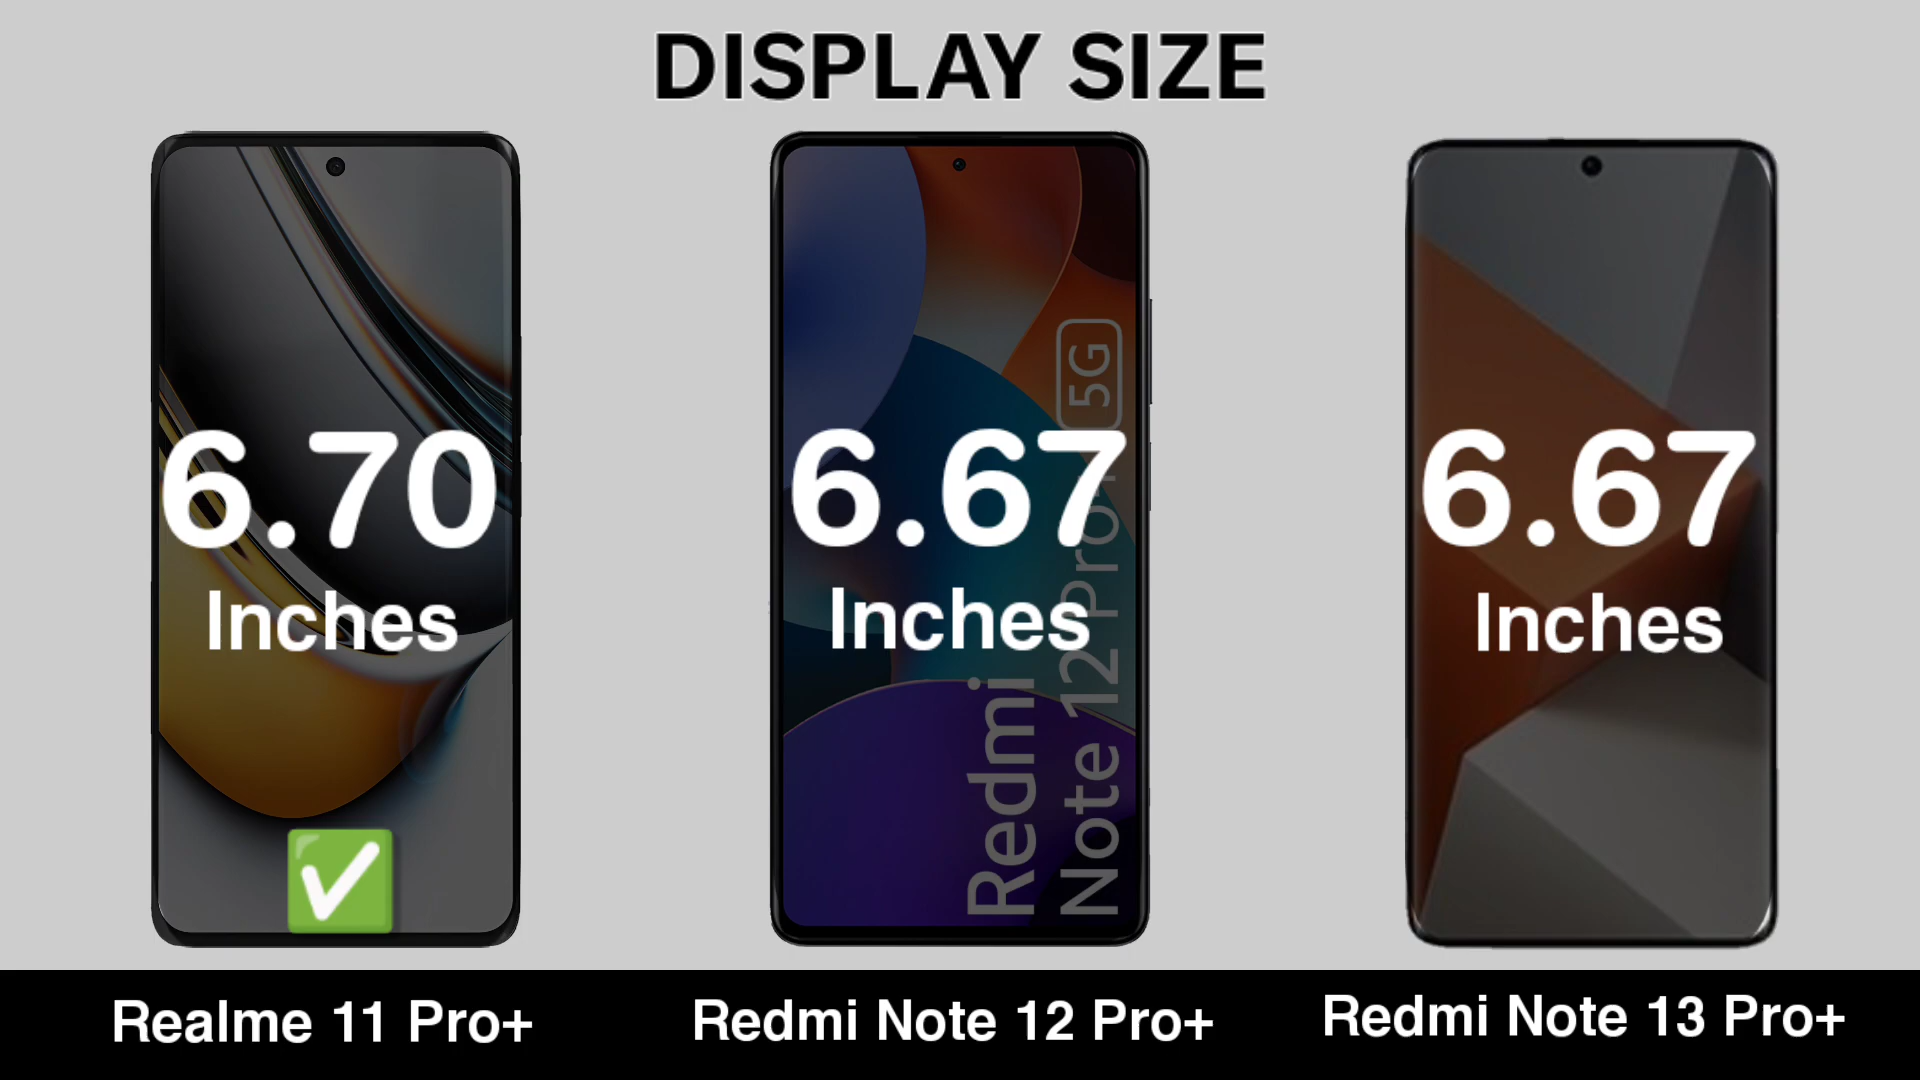 DISPLAY SIZE
6.70
Inches
6.67
Inches
6.67
Inches
Redmi
Note 12 Pro+ 5G
Realme 11 Pro+
Redmi Note 12 Pro+
Redmi Note 13 Pro+